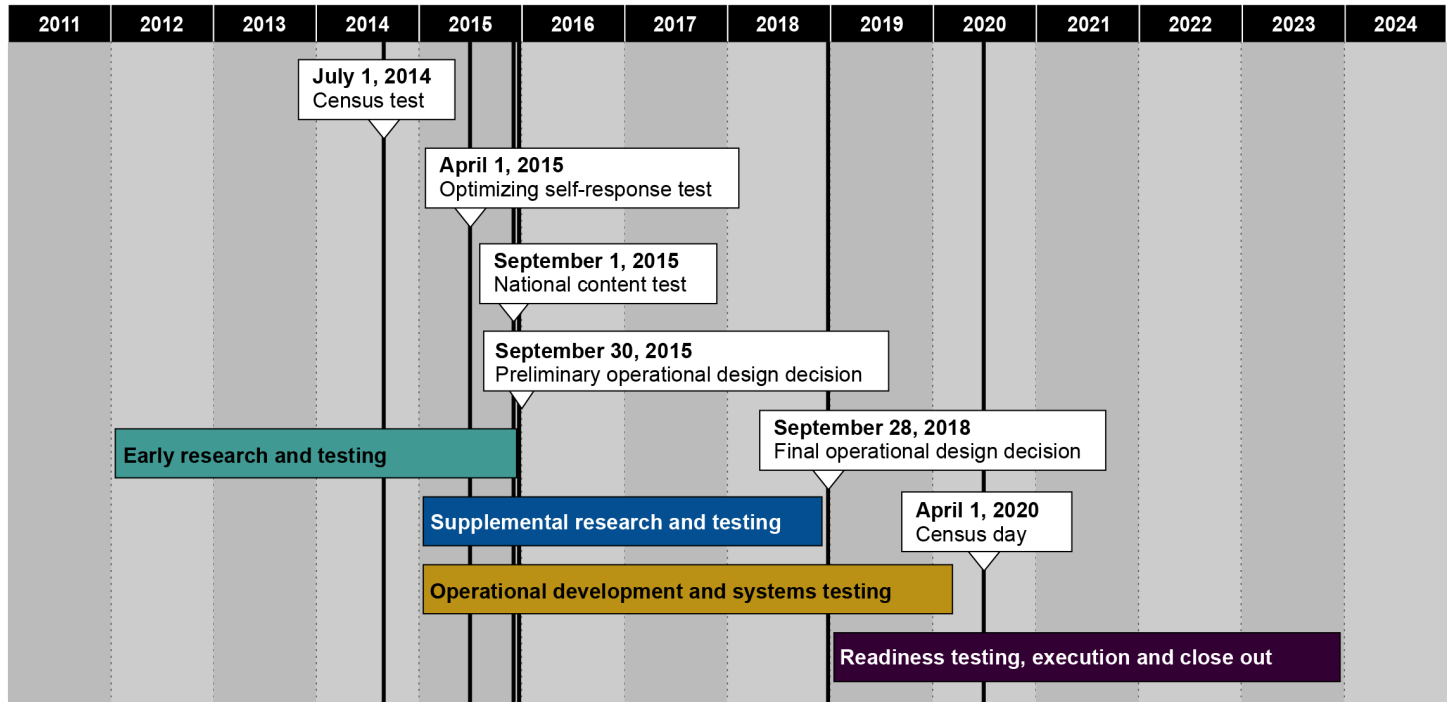 2011 2012 2013 2014 2015 2016 2017 2018 2019 2020 2021 2022 2023 2024
July 1, 2014
Census test
April 1, 2015
Optimizing self-response test
September 1, 2015
National content test
September 30, 2015
Preliminary operational design decision
September 28, 2018
Final operational design decision
Early research and testing
April 1, 2020
Census day
Supplemental research and testing
Operational development and systems testing
Readiness testing, execution and close out